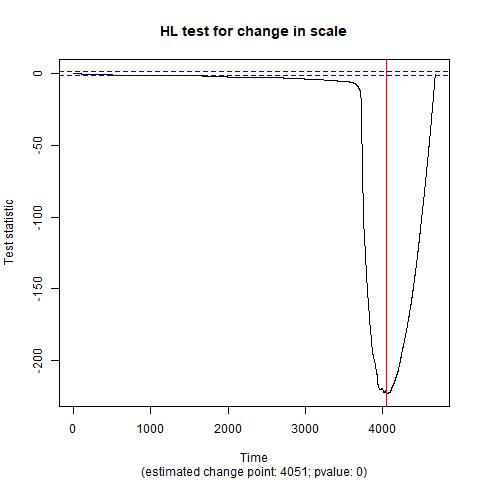 HL test for change in scale
Test statistic
0
-50
-100
-150
-200
0 1000 2000 3000 4000
Time
(estimated change point: 4051; pvalue: 0)